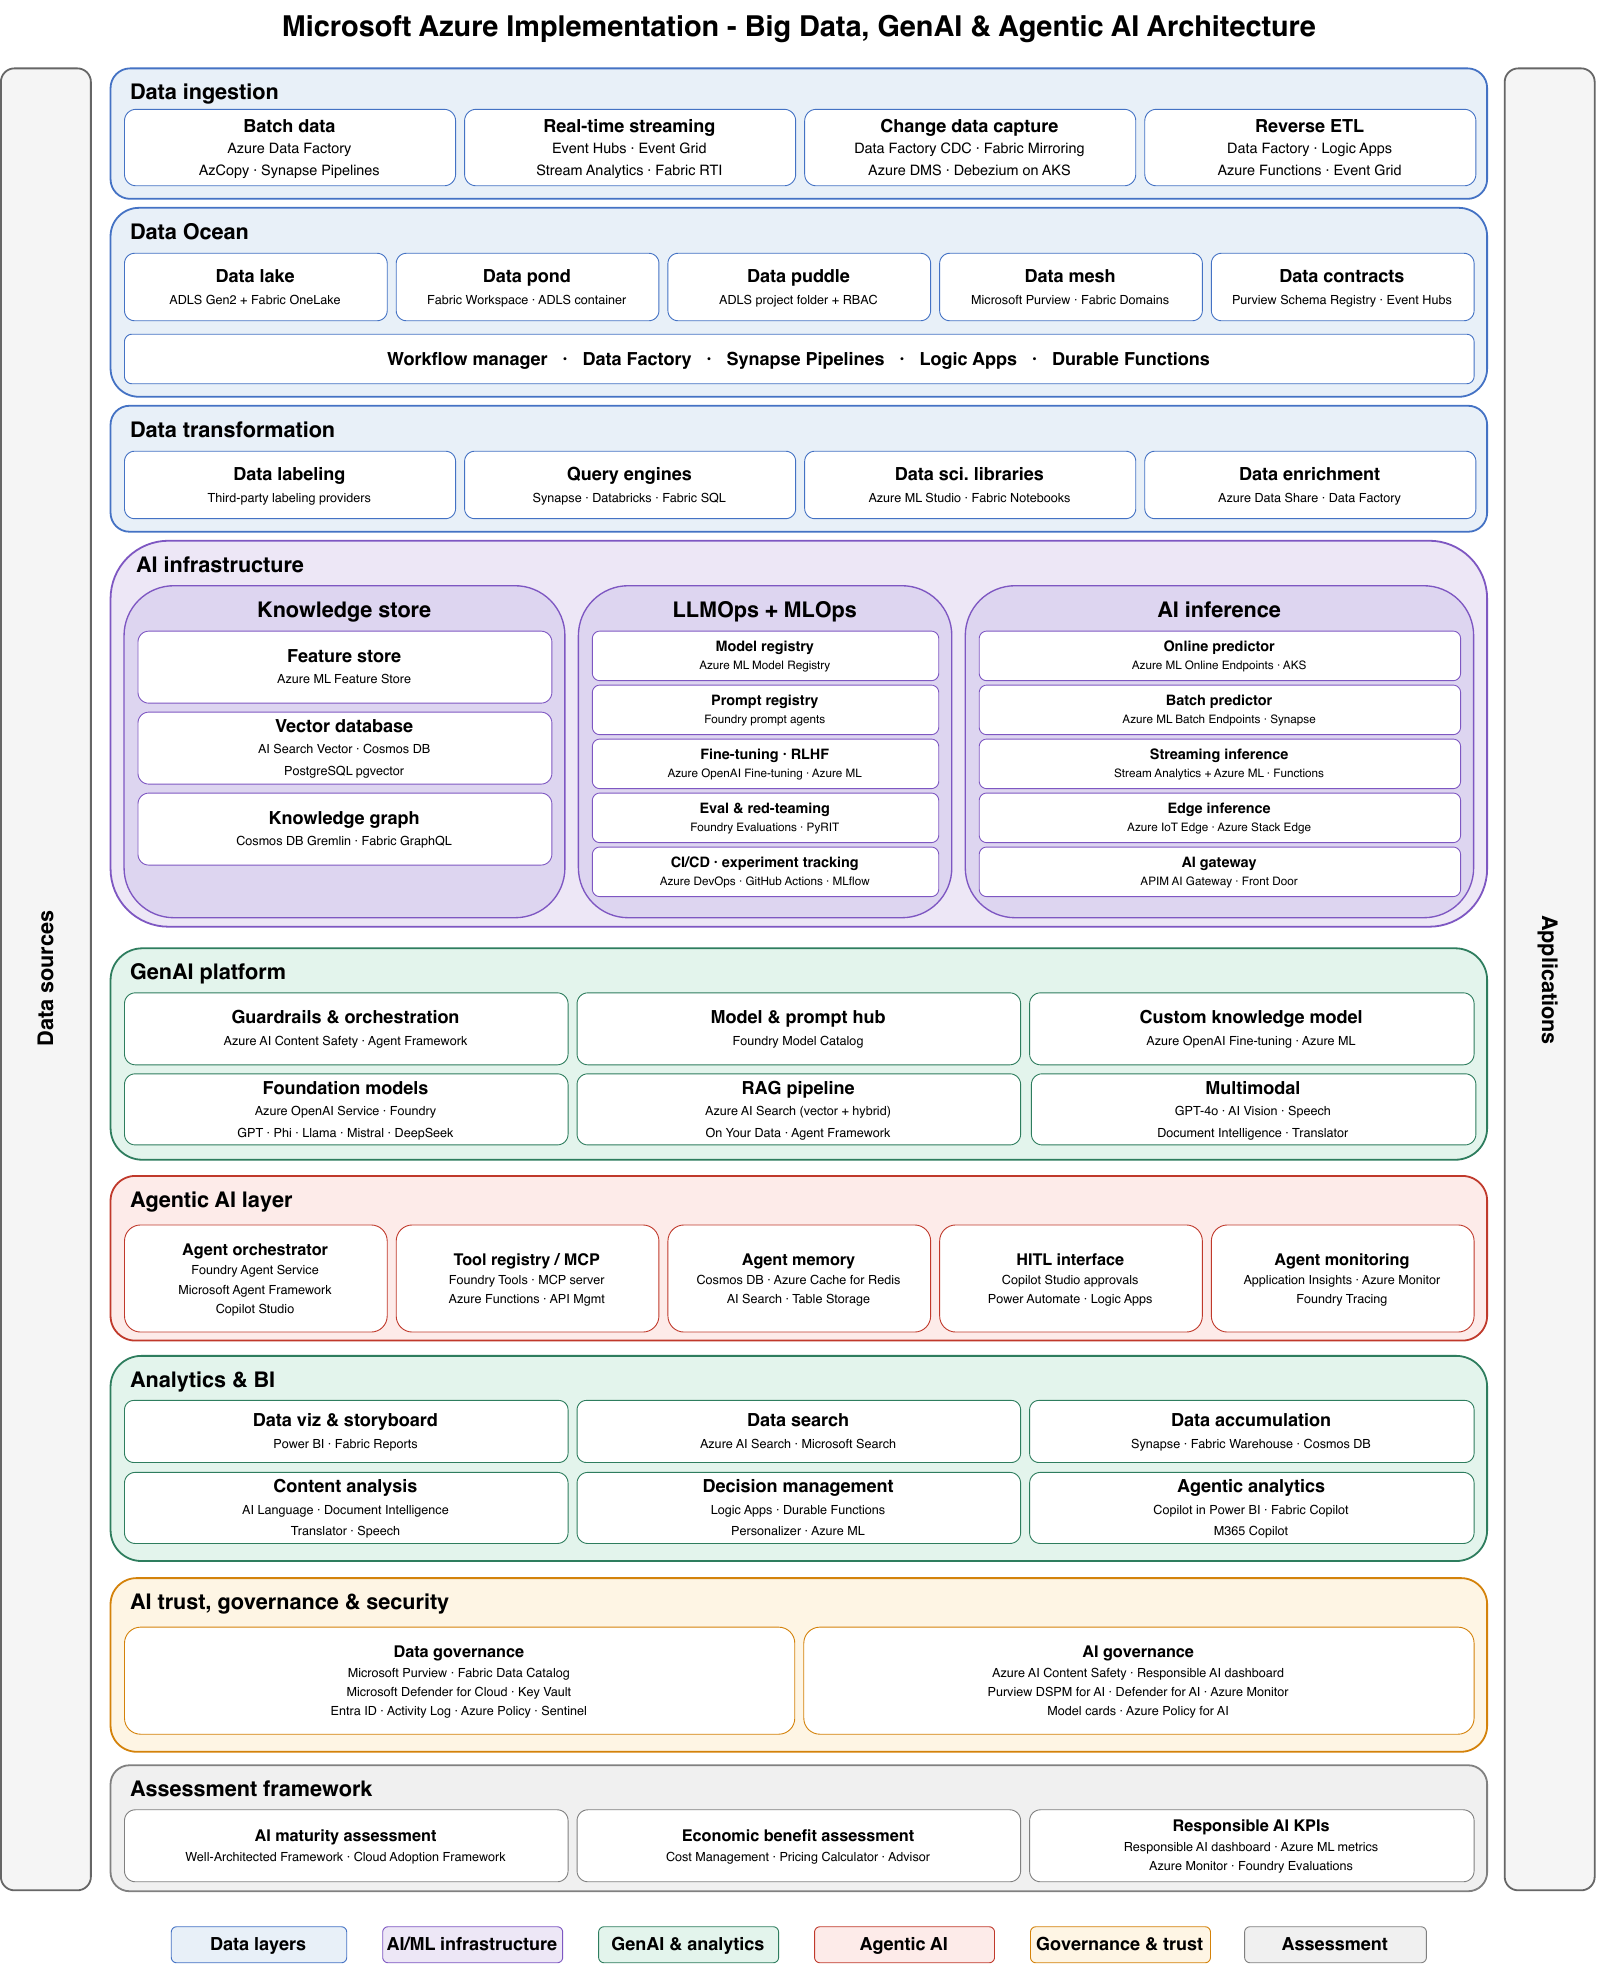 Microsoft Azure Implementation - Big Data, GenAI & Agentic AI Architecture
Data sources
Data ingestion
Batch data
Azure Data Factory
AzCopy · Synapse Pipelines
Real-time streaming
Event Hubs · Event Grid
Stream Analytics · Fabric RTI
Change data capture
Data Factory CDC · Fabric Mirroring
Azure DMS · Debezium on AKS
Reverse ETL
Data Factory · Logic Apps
Azure Functions · Event Grid
Data Ocean
Data lake
ADLS Gen2 + Fabric OneLake
Data pond
Fabric Workspace · ADLS container
Data puddle
ADLS project folder + RBAC
Data mesh
Microsoft Purview · Fabric Domains
Data contracts
Purview Schema Registry · Event Hubs
Workflow manager · Data Factory · Synapse Pipelines · Logic Apps · Durable Functions
Data transformation
Data labeling
Third-party labeling providers
Query engines
Synapse · Databricks · Fabric SQL
Data sci. libraries
Azure ML Studio · Fabric Notebooks
Data enrichment
Azure Data Share · Data Factory
AI infrastructure
Knowledge store
Feature store
Azure ML Feature Store
Vector database
AI Search Vector · Cosmos DB
PostgreSQL pgvector
Knowledge graph
Cosmos DB Gremlin · Fabric GraphQL
LLMOps + MLOps
Model registry
Azure ML Model Registry
Prompt registry
Foundry prompt agents
Fine-tuning · RLHF
Azure OpenAI Fine-tuning · Azure ML
Eval & red-teaming
Foundry Evaluations · PyRIT
CI/CD · experiment tracking
Azure DevOps · GitHub Actions · MLflow
AI inference
Online predictor
Azure ML Online Endpoints · AKS
Batch predictor
Azure ML Batch Endpoints · Synapse
Streaming inference
Stream Analytics + Azure ML · Functions
Edge inference
Azure IoT Edge · Azure Stack Edge
AI gateway
APIM AI Gateway · Front Door
GenAI platform
Guardrails & orchestration
Azure AI Content Safety · Agent Framework
Model & prompt hub
Foundry Model Catalog
Custom knowledge model
Azure OpenAI Fine-tuning · Azure ML
Foundation models
Azure OpenAI Service · Foundry
GPT · Phi · Llama · Mistral · DeepSeek
RAG pipeline
Azure AI Search (vector + hybrid)
On Your Data · Agent Framework
Multimodal
GPT-4o · AI Vision · Speech
Document Intelligence · Translator
Agentic AI layer
Agent orchestrator
Foundry Agent Service
Microsoft Agent Framework
Copilot Studio
Tool registry / MCP
Foundry Tools · MCP server
Azure Functions · API Mgmt
Agent memory
Cosmos DB · Azure Cache for Redis
AI Search · Table Storage
HITL interface
Copilot Studio approvals
Power Automate · Logic Apps
Agent monitoring
Application Insights · Azure Monitor
Foundry Tracing
Analytics & BI
Data viz & storyboard
Power BI · Fabric Reports
Data search
Azure AI Search · Microsoft Search
Data accumulation
Synapse · Fabric Warehouse · Cosmos DB
Content analysis
AI Language · Document Intelligence
Translator · Speech
Decision management
Logic Apps · Durable Functions
Personalizer · Azure ML
Agentic analytics
Copilot in Power BI · Fabric Copilot
M365 Copilot
AI trust, governance & security
Data governance
Microsoft Purview · Fabric Data Catalog
Microsoft Defender for Cloud · Key Vault
Entra ID · Activity Log · Azure Policy · Sentinel
AI governance
Azure AI Content Safety · Responsible AI dashboard
Purview DSPM for AI · Defender for AI · Azure Monitor
Model cards · Azure Policy for AI
Assessment framework
AI maturity assessment
Well-Architected Framework · Cloud Adoption Framework
Economic benefit assessment
Cost Management · Pricing Calculator · Advisor
Responsible AI KPIs
Responsible AI dashboard · Azure ML metrics
Azure Monitor · Foundry Evaluations
Applications
Data layers
AI/ML infrastructure
GenAI & analytics
Agentic AI
Governance & trust
Assessment